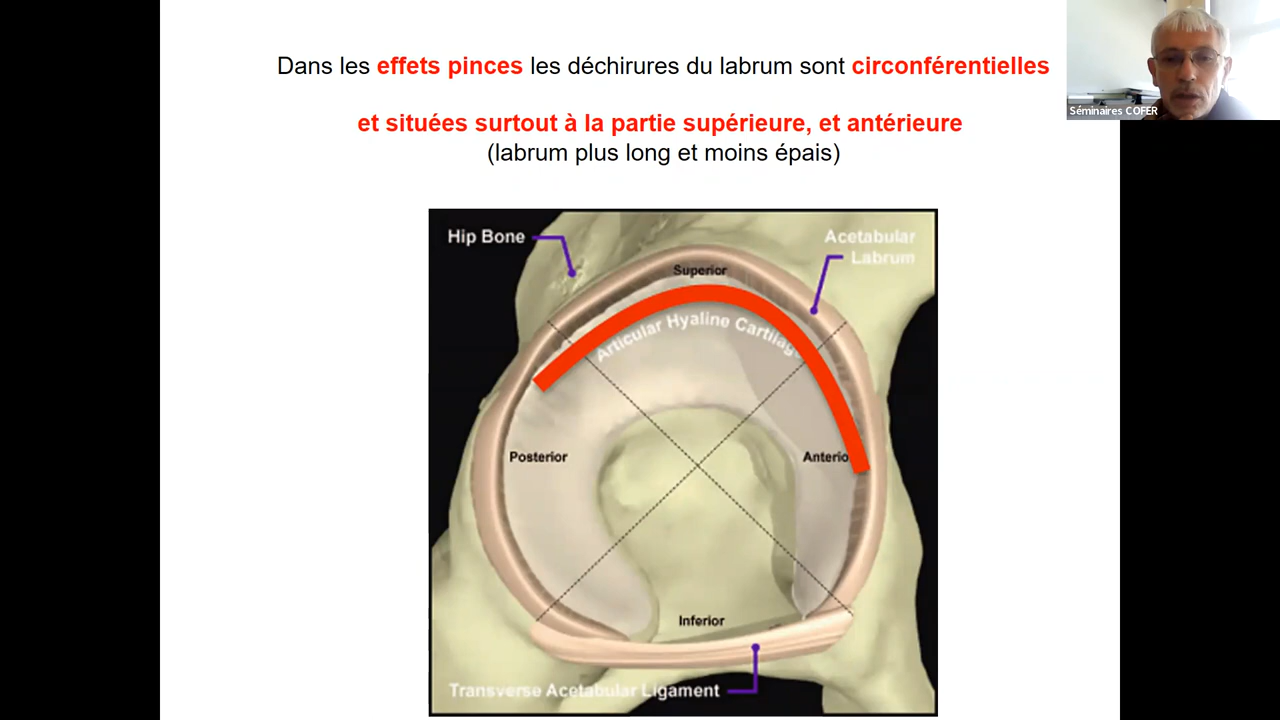 Dans les effets pinces les déchirures du labrum sont circonférentielles
et situées surtout à la partie supérieure, et antérieure
(labrum plus long et moins épais)
Séminaires COFER
Hip Bone
Acetabular
Labrum
Superior
Articular Hyaline Cartilag
Posterior
Anterio
Inferior
Transverse Acetabular Ligament